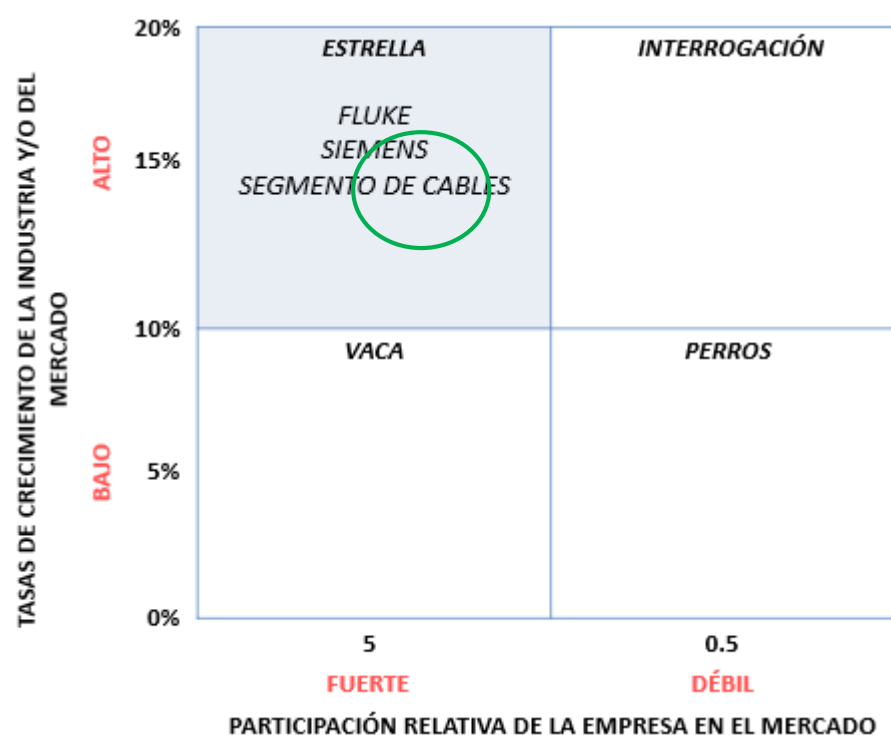 TASAS DE CRECIMIENTO DE LA INDUSTRIA Y/O DEL
MERCADO
ALTO
BAJO
20%
15%
10%
5%
0%
ESTRELLA
FLUKE
SIEMENS
SEGMENTO DE CABLES
INTERROGACIÓN
VACA
PERROS
5
0.5
FUERTE
DÉBIL
PARTICIPACIÓN RELATIVA DE LA EMPRESA EN EL MERCADO